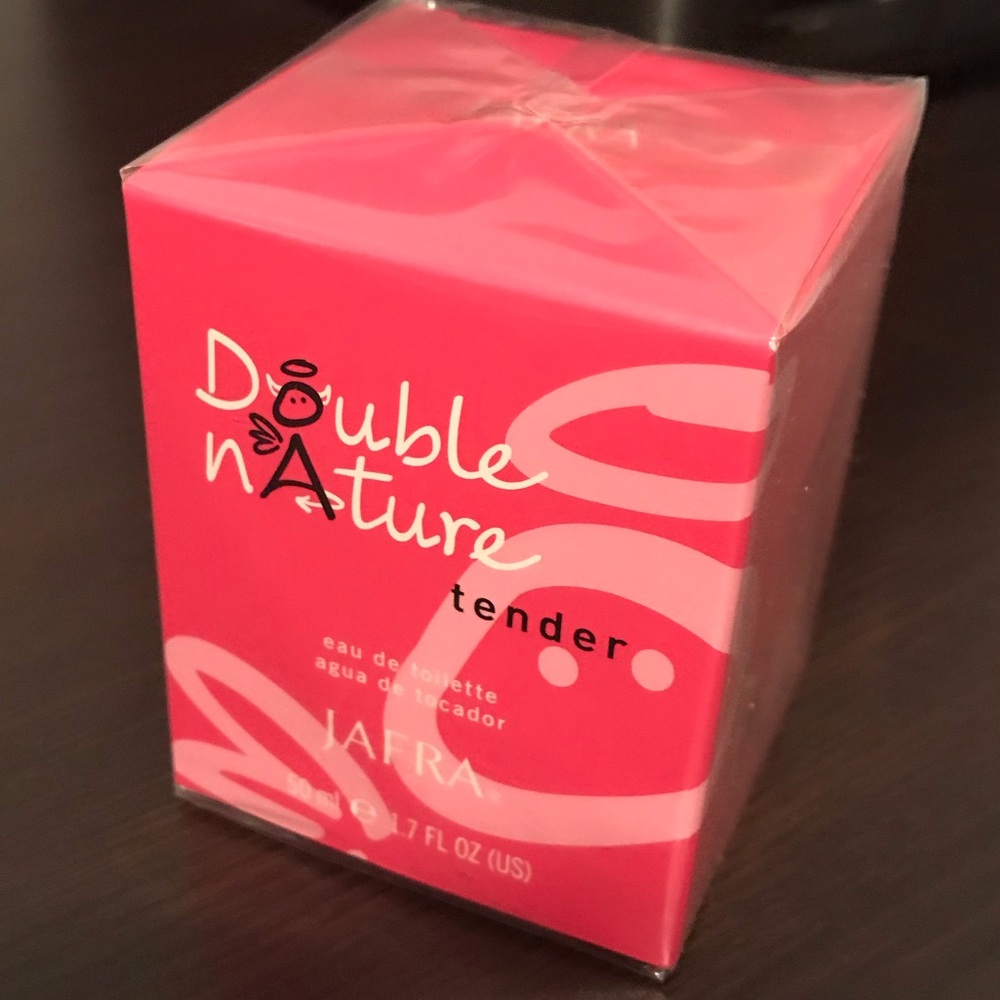 Double
nAture
tender
eau de toilette
agua de tocador
JAFRA
50 ml ℮ 1.7 FL OZ (US)